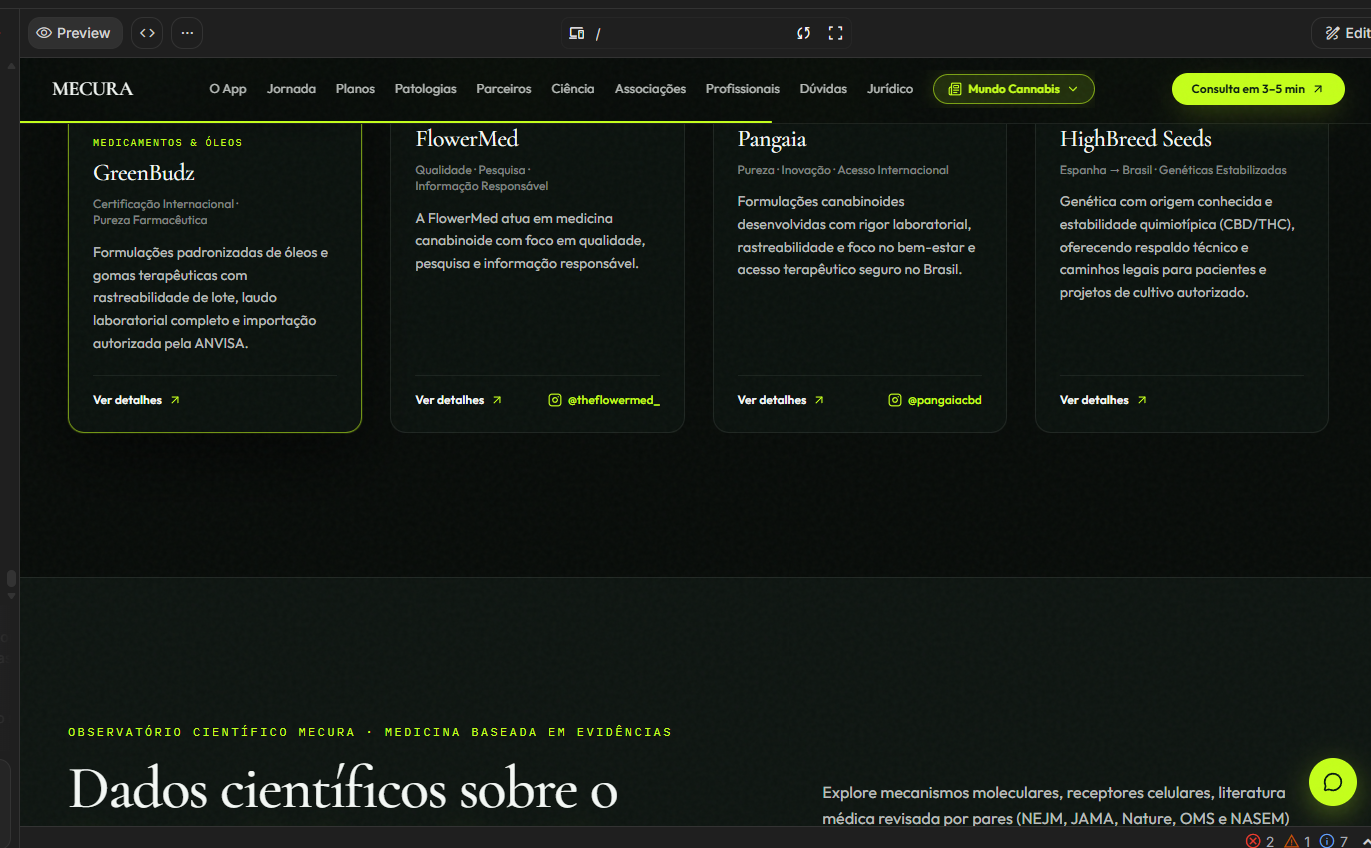 Preview
/
Edit
MECURA
O App
Jornada
Planos
Patologias
Parceiros
Ciência
Associações
Profissionais
Dúvidas
Jurídico
Mundo Cannabis
Consulta em 3–5 min
MEDICAMENTOS & ÓLEOS
GreenBudz
Certificação Internacional ·
Pureza Farmacêutica
Formulações padronizadas de óleos e
gomas terapêuticas com
rastreabilidade de lote, laudo
laboratorial completo e importação
autorizada pela ANVISA.
Ver detalhes
FlowerMed
Qualidade · Pesquisa ·
Informação Responsável
A FlowerMed atua em medicina
canabinoide com foco em qualidade,
pesquisa e informação responsável.
Ver detalhes
@theflowermed_
Pangaia
Pureza · Inovação · Acesso Internacional
Formulações canabinoides
desenvolvidas com rigor laboratorial,
rastreabilidade e foco no bem-estar e
acesso terapêutico seguro no Brasil.
Ver detalhes
@pangaiacbd
HighBreed Seeds
Espanha → Brasil · Genéticas Estabilizadas
Genética com origem conhecida e
estabilidade quimiotípica (CBD/THC),
oferecendo respaldo técnico e
caminhos legais para pacientes e
projetos de cultivo autorizado.
Ver detalhes
OBSERVATÓRIO CIENTÍFICO MECURA · MEDICINA BASEADA EM EVIDÊNCIAS
Dados científicos sobre o
Explore mecanismos moleculares, receptores celulares, literatura
médica revisada por pares (NEJM, JAMA, Nature, OMS e NASEM)
2
1
7